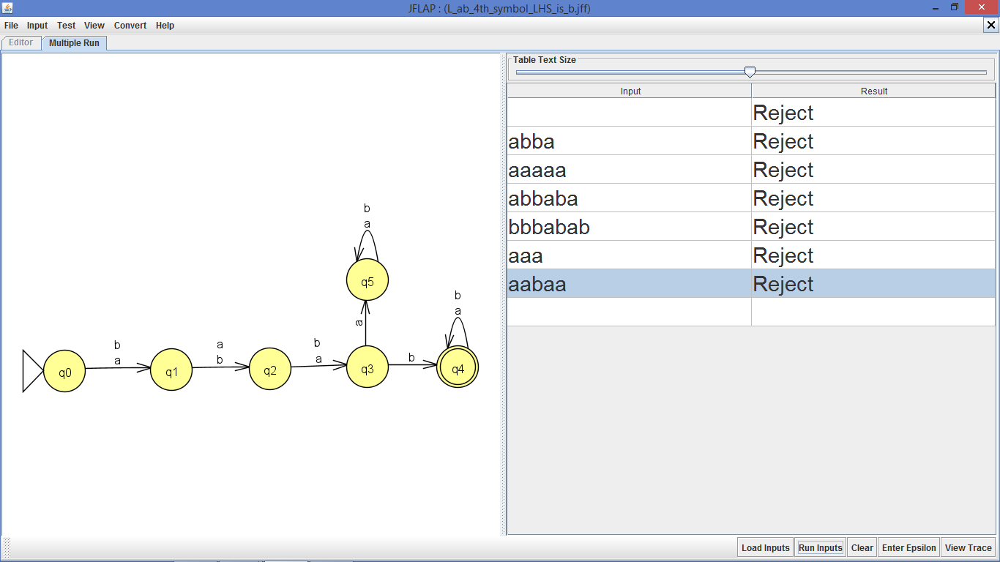 JFLAP : (L_ab_4th_symbol_LHS_is_b.jff)
File Input Test View Convert Help
Editor Multiple Run
b
a
q5
a
b
a
b
a
q0
a
b
q1
b
a
q2
q3
b
q4
Table Text Size
Input Result
Reject
abba Reject
aaaaa Reject
abbaba Reject
bbbabab Reject
aaa Reject
aabaa Reject
Load Inputs Run Inputs Clear Enter Epsilon View Trace